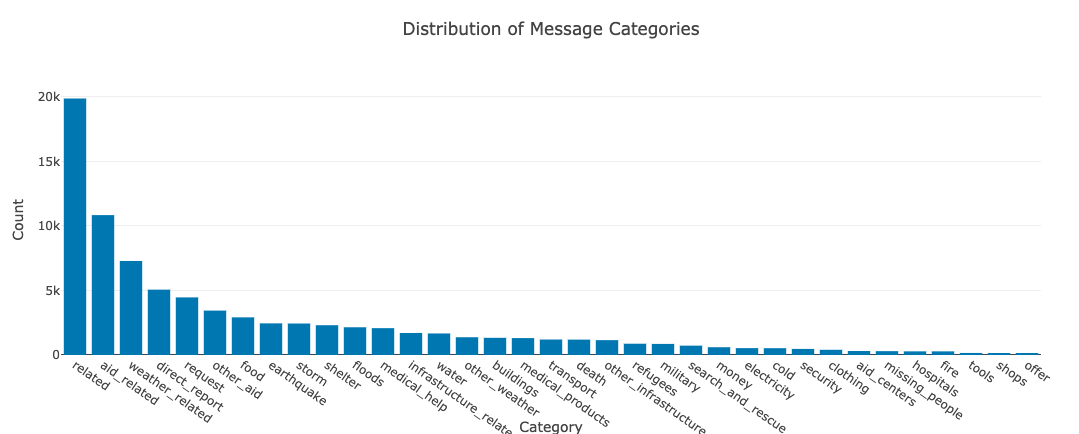 Distribution of Message Categories
20k
15k
10k
5k
0
Count
related
aid_related
weather_related
direct_report
request
other_aid
food
earthquake
storm
shelter
floods
medical_help
infrastructure_relate
water
other_weather
buildings
medical_products
transport
death
other_infrastructure
refugees
military
search_and_rescue
money
electricity
cold
security
clothing
aid_centers
missing_people
hospitals
fire
tools
shops
offer
Category